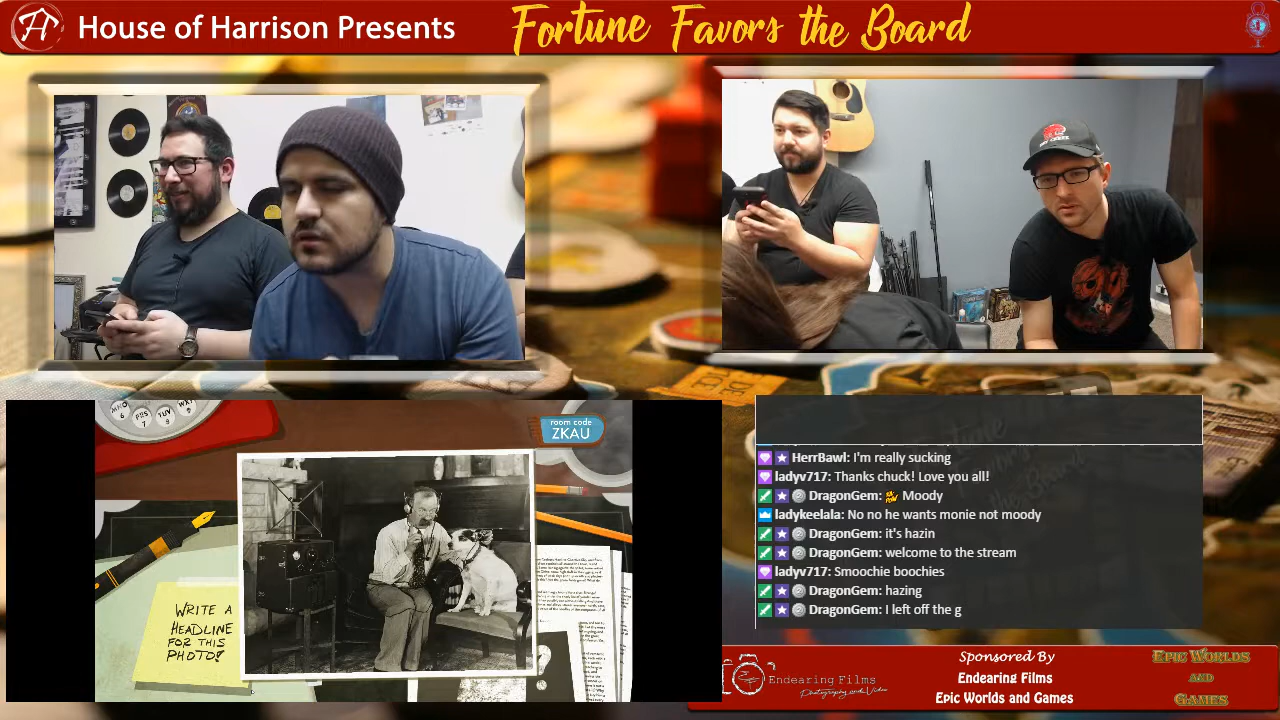 House of Harrison Presents
Fortune Favors the Board
room code
ZKAU
WRITE A
HEADLINE
FOR THIS
PHOTO!
?
HerrBawl: I'm really sucking
ladyv717: Thanks chuck! Love you all!
DragonGem: Moody
ladykeelala: No no he wants monie not moody
DragonGem: it's hazin
DragonGem: welcome to the stream
ladyv717: Smoochie boochies
DragonGem: hazing
DragonGem: I left off the g
Endearing Films
Photography and Video
Sponsored By
Endearing Films
Epic Worlds and Games
EPIC WORLDS
AND
GAMES